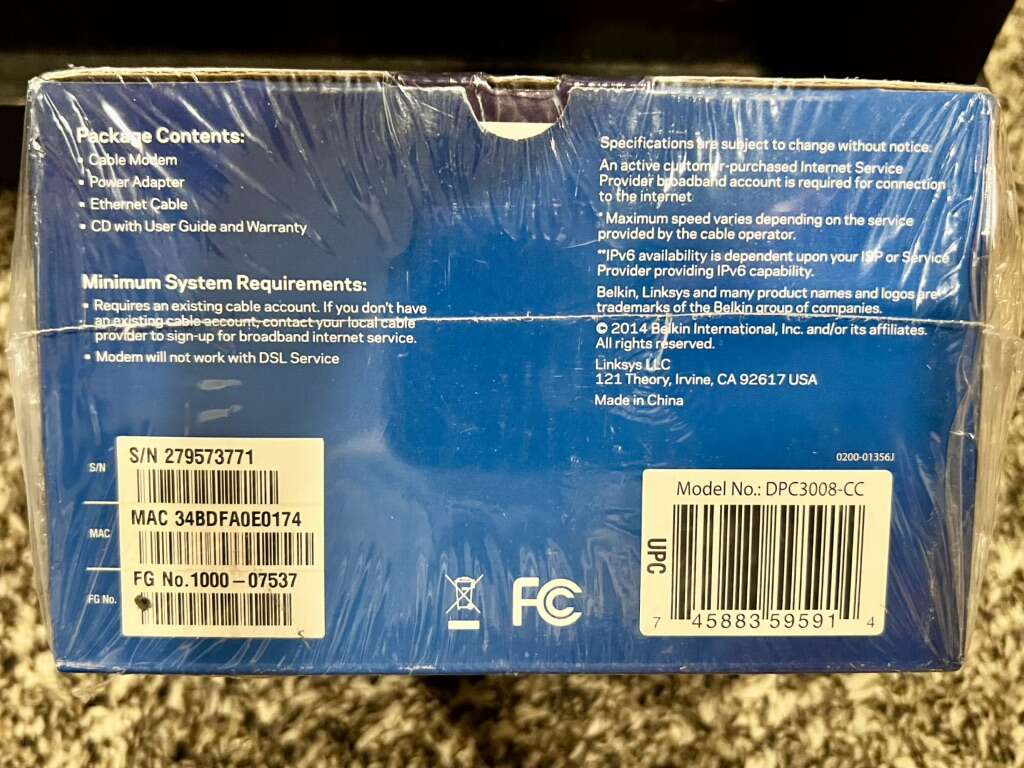 Package Contents:
▪ Cable Modem
▪ Power Adapter
▪ Ethernet Cable
▪ CD with User Guide and Warranty
Minimum System Requirements:
▪ Requires an existing cable account. If you don't have
an existing cable account, contact your local cable
provider to sign-up for broadband internet service.
▪ Modem will not work with DSL Service
Specifications are subject to change without notice.
An active customer-purchased Internet Service
Provider broadband account is required for connection
to the internet
*Maximum speed varies depending on the service
provided by the cable operator.
**IPv6 availability is dependent upon your ISP or Service
Provider providing IPv6 capability.
Belkin, Linksys and many product names and logos are
trademarks of the Belkin group of companies.
© 2014 Belkin International, Inc. and/or its affiliates.
All rights reserved.
Linksys LLC
121 Theory, Irvine, CA 92617 USA
Made in China
0200-01356J
S/N
S/N 279573771
MAC
MAC 34BDFA0E0174
FG No.
FG No.1000-07537
S
FC
Model No.: DPC3008-CC
UPC
7 45883 59591 4